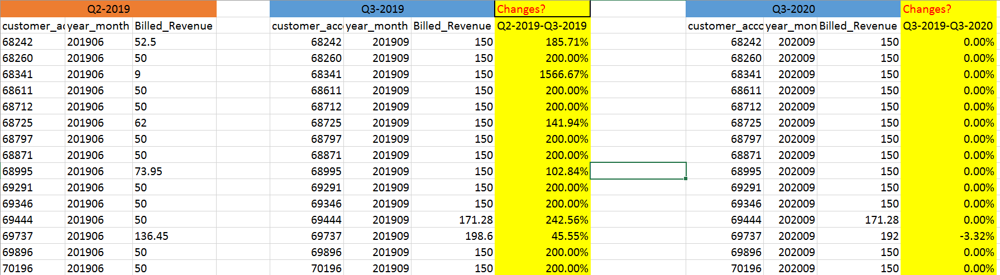 Q2-2019 Q3-2019 Changes? Q3-2020 Changes?
customer_a year_month Billed_Revenue customer_acc year_month Billed_Revenue Q2-2019-Q3-2019 customer_acc year_mon Billed_Revenue Q3-2019-Q3-2020
68242 201906 52.5 68242 201909 150 185.71% 68242 202009 150 0.00%
68260 201906 50 68260 201909 150 200.00% 68260 202009 150 0.00%
68341 201906 9 68341 201909 150 1566.67% 68341 202009 150 0.00%
68611 201906 50 68611 201909 150 200.00% 68611 202009 150 0.00%
68712 201906 50 68712 201909 150 200.00% 68712 202009 150 0.00%
68725 201906 62 68725 201909 150 141.94% 68725 202009 150 0.00%
68797 201906 50 68797 201909 150 200.00% 68797 202009 150 0.00%
68871 201906 50 68871 201909 150 200.00% 68871 202009 150 0.00%
68995 201906 73.95 68995 201909 150 102.84% 68995 202009 150 0.00%
69291 201906 50 69291 201909 150 200.00% 69291 202009 150 0.00%
69346 201906 50 69346 201909 150 200.00% 69346 202009 150 0.00%
69444 201906 50 69444 201909 171.28 242.56% 69444 202009 171.28 0.00%
69737 201906 136.45 69737 201909 198.6 45.55% 69737 202009 192 -3.32%
69896 201906 50 69896 201909 150 200.00% 69896 202009 150 0.00%
70196 201906 50 70196 201909 150 200.00% 70196 202009 150 0.00%